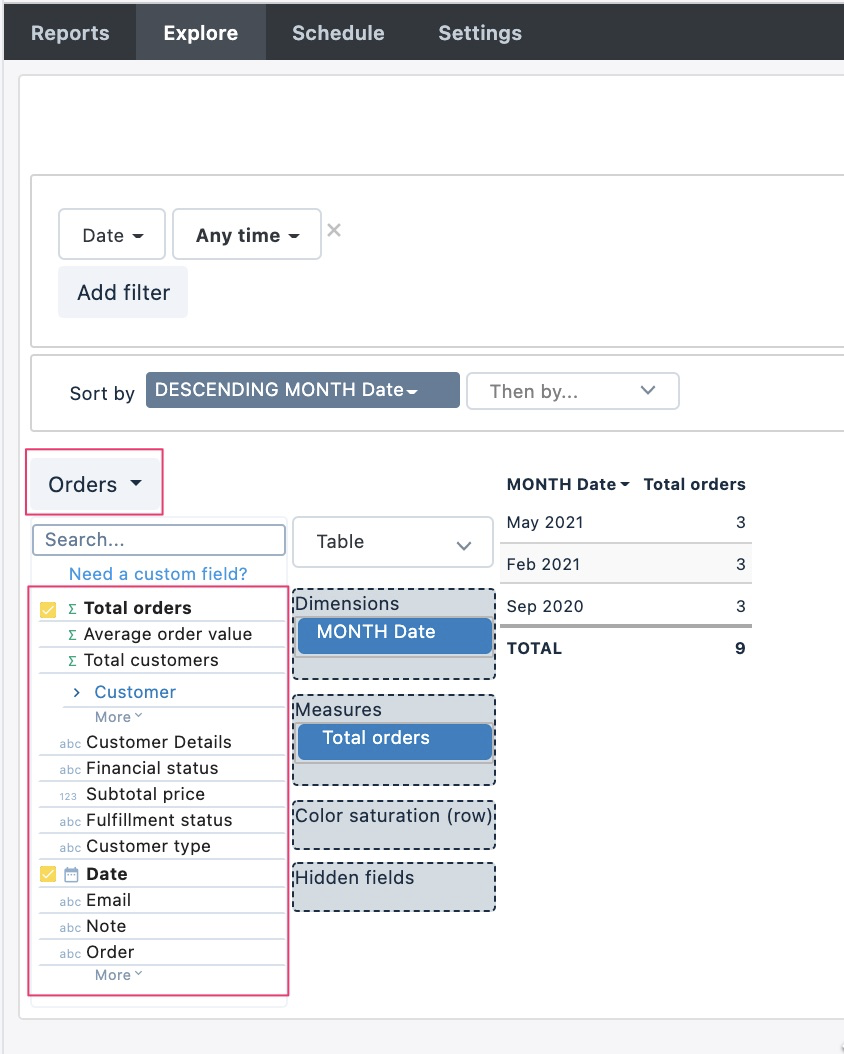 Reports Explore Schedule Settings
Date Any time ×
Add filter
Sort by DESCENDING MONTH Date Then by...
Orders
Search...
Need a custom field?
Σ Total orders
Σ Average order value
Σ Total customers
Customer
More
abc Customer Details
abc Financial status
123 Subtotal price
abc Fulfillment status
abc Customer type
Date
abc Email
abc Note
abc Order
More
Table
Dimensions
MONTH Date
Measures
Total orders
Color saturation (row)
Hidden fields
MONTH Date Total orders
May 2021 3
Feb 2021 3
Sep 2020 3
TOTAL 9